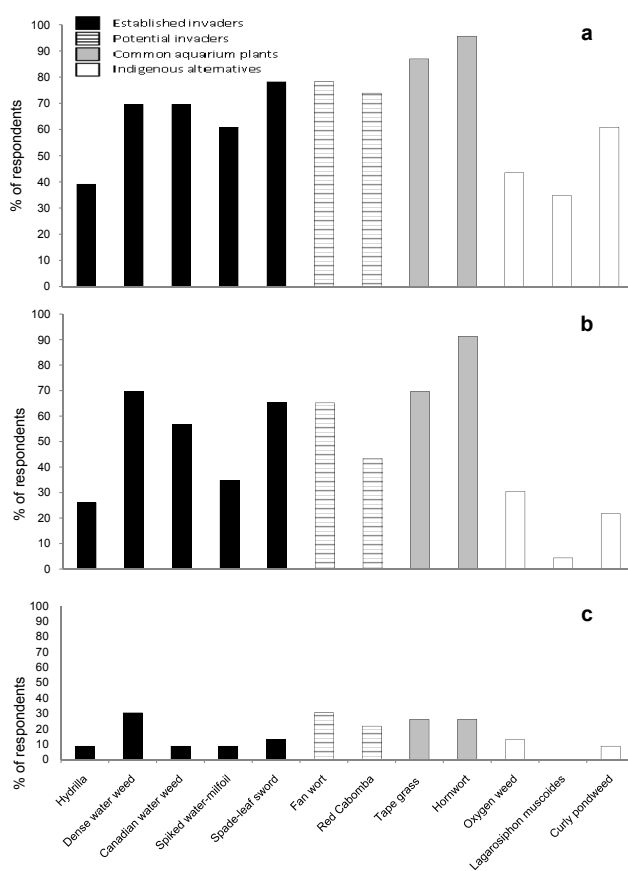 Established invaders
Potential invaders
Common aquarium plants
Indigenous alternatives
a
100
90
80
70
60
50
40
30
20
10
0
% of respondents
b
100
90
80
70
60
50
40
30
20
10
0
% of respondents
c
100
90
80
70
60
50
40
30
20
10
0
% of respondents
Hydrilla
Dense water weed
Canadian water weed
Spiked water-milfoil
Spade-leaf sword
Fan wort
Red Cabomba
Tape grass
Hornwort
Oxygen weed
Lagarosiphon muscoides
Curly pondweed